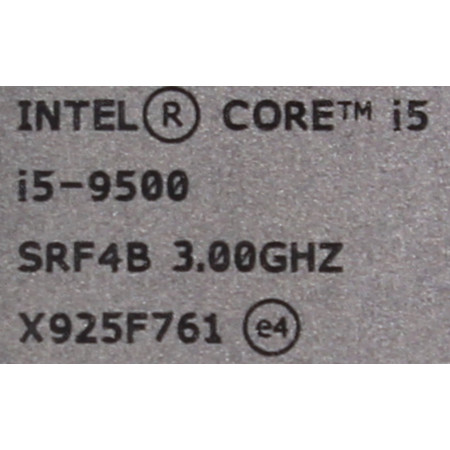 INTEL® CORE™ i5
i5-9500
SRF4B 3.00GHZ
X925F761 e4